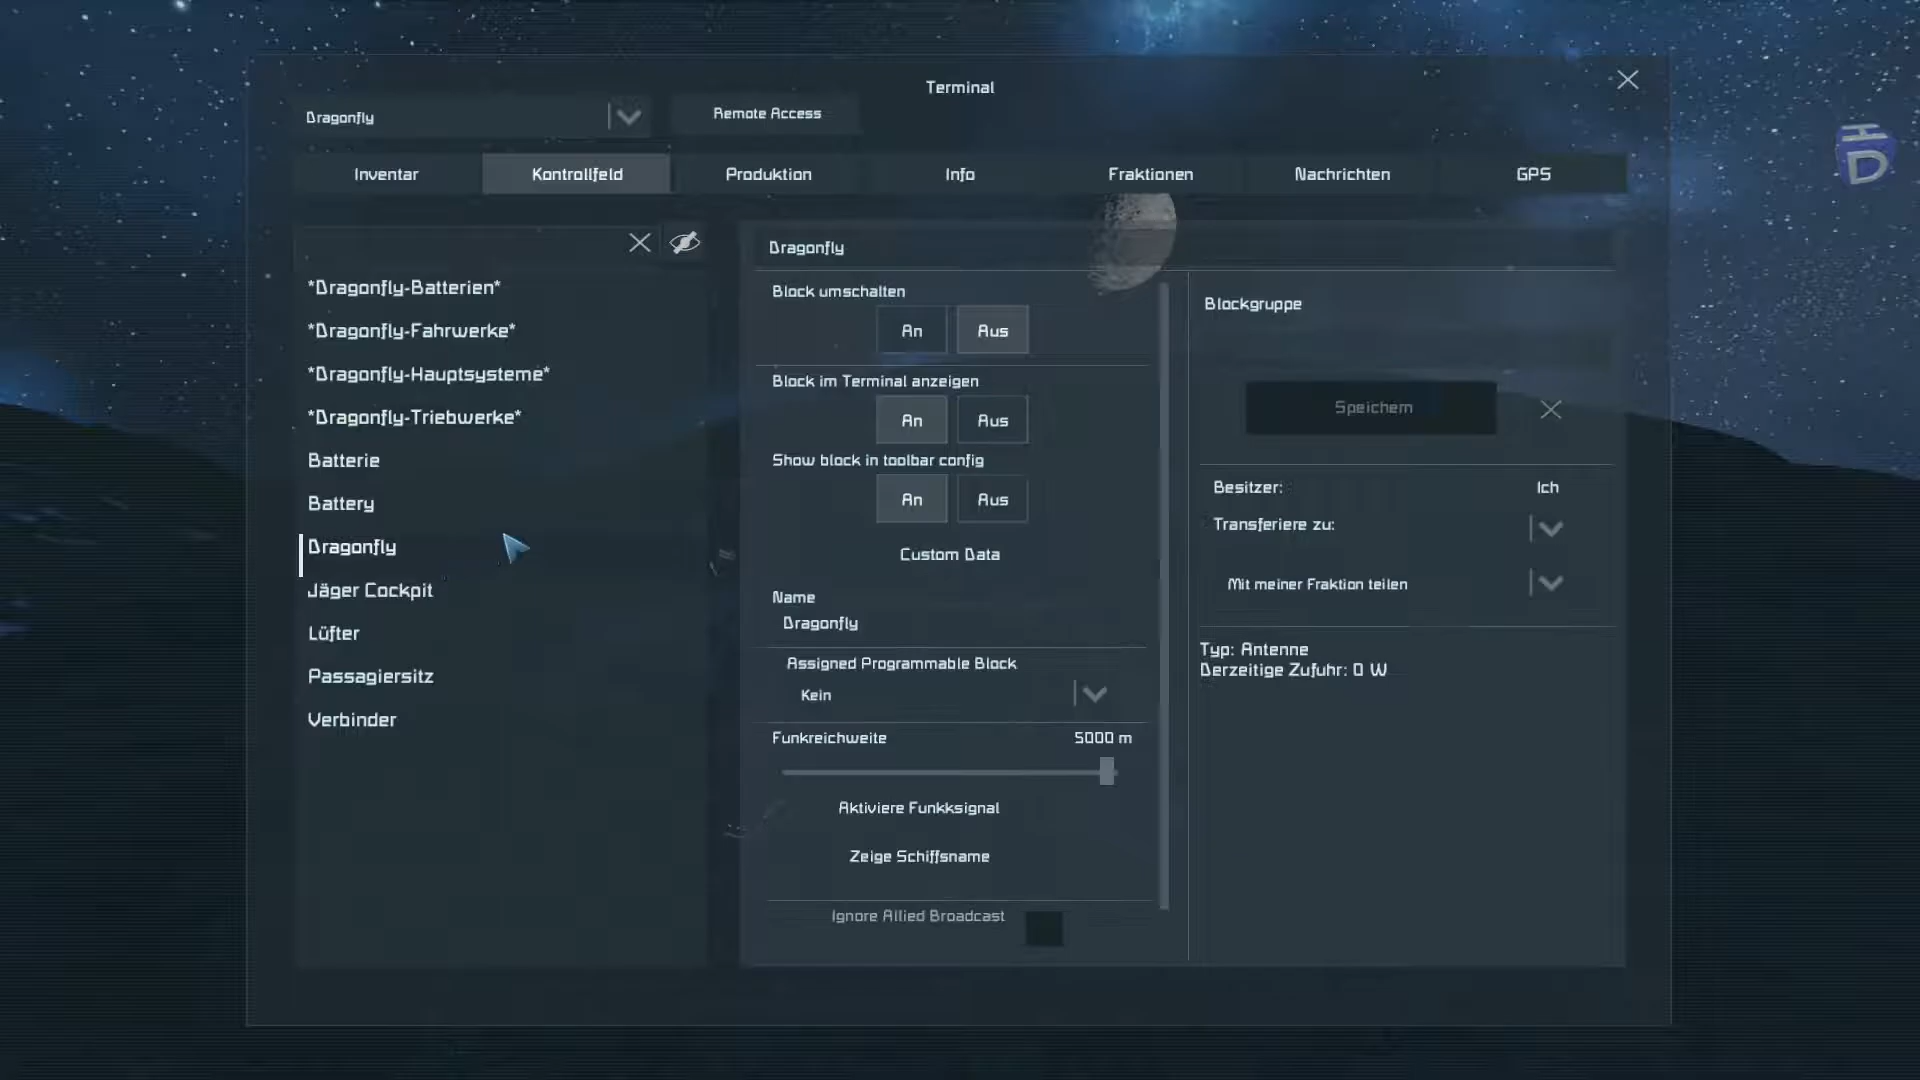 Terminal
Dragonfly
Remote Access
Inventar
Kontrollfeld
Produktion
Info
Fraktionen
Nachrichten
GPS
*Dragonfly-Batterien*
*Dragonfly-Fahrwerke*
*Dragonfly-Hauptsysteme*
*Dragonfly-Triebwerke*
Batterie
Battery
Dragonfly
Jäger Cockpit
Lüfter
Passagiersitz
Verbinder
Dragonfly
Block umschalten
An Aus
Block im Terminal anzeigen
An Aus
Show block in toolbar config
An Aus
Custom Data
Name
Dragonfly
Assigned Programmable Block
Kein
Funkreichweite 5000 m
Aktiviere Funkksignal
Zeige Schiffsname
Ignore Allied Broadcast
Blockgruppe
Speichern
Besitzer: Ich
Transferiere zu:
Mit meiner Fraktion teilen
Typ: Antenne
Derzeitige Zufuhr: 0 W
D